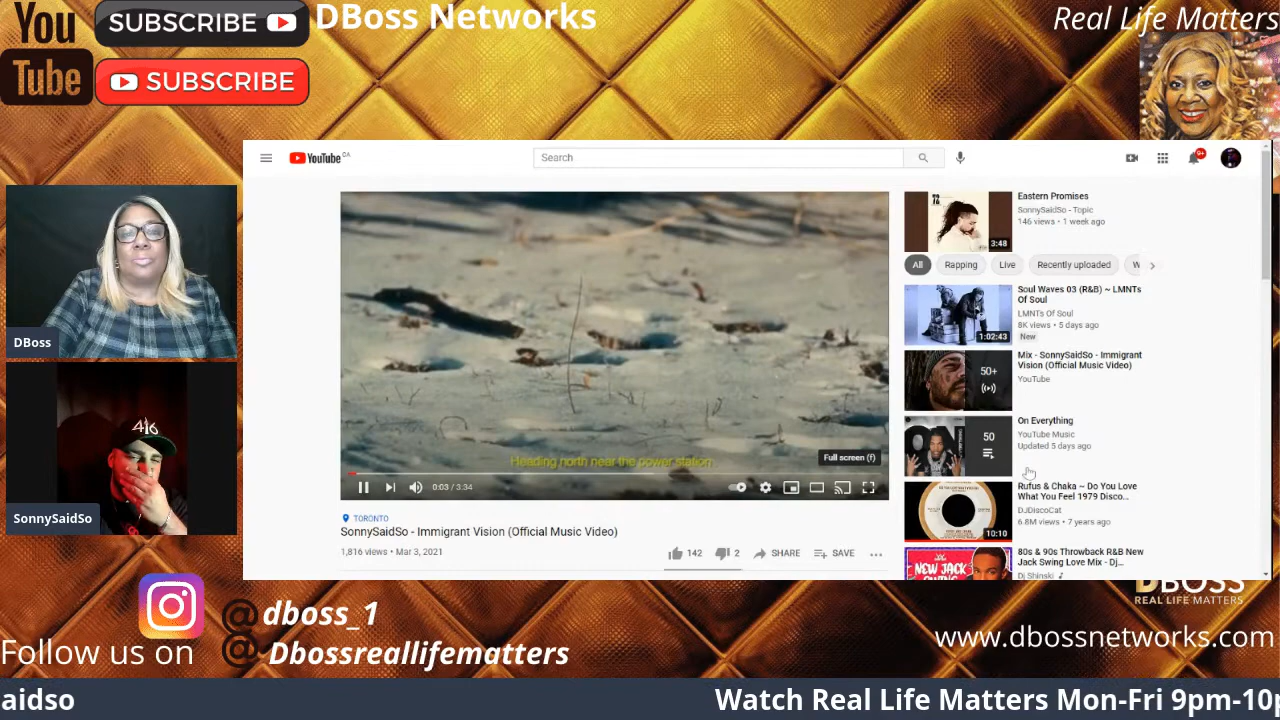 You
Tube
SUBSCRIBE
SUBSCRIBE
DBoss Networks
Real Life Matters
YouTube CA
Search
9+
Heading north near the power station
Full screen (f)
0:03 / 3:34
TORONTO
SonnySaidSo - Immigrant Vision (Official Music Video)
1,816 views • Mar 3, 2021
142
2
SHARE
SAVE
3:48
Eastern Promises
SonnySaidSo - Topic
146 views • 1 week ago
All
Rapping
Live
Recently uploaded
W
1:02:43
Soul Waves 03 (R&B) ~ LMNTs
Of Soul
LMNTs Of Soul
8K views • 5 days ago
New
50+
Mix - SonnySaidSo - Immigrant
Vision (Official Music Video)
YouTube
50
On Everything
YouTube Music
Updated 5 days ago
10:10
Rufus & Chaka ~ Do You Love
What You Feel 1979 Disco...
DJDiscoCat
6.8M views • 7 years ago
NEW JACK
80s & 90s Throwback R&B New
Jack Swing Love Mix - Dj...
Dj Shinski
DBoss
416
SonnySaidSo
DBOSS
REAL LIFE MATTERS
@dboss_1
Follow us on
@Dbossreallifematters
www.dbossnetworks.com
aidso
Watch Real Life Matters Mon-Fri 9pm-10p